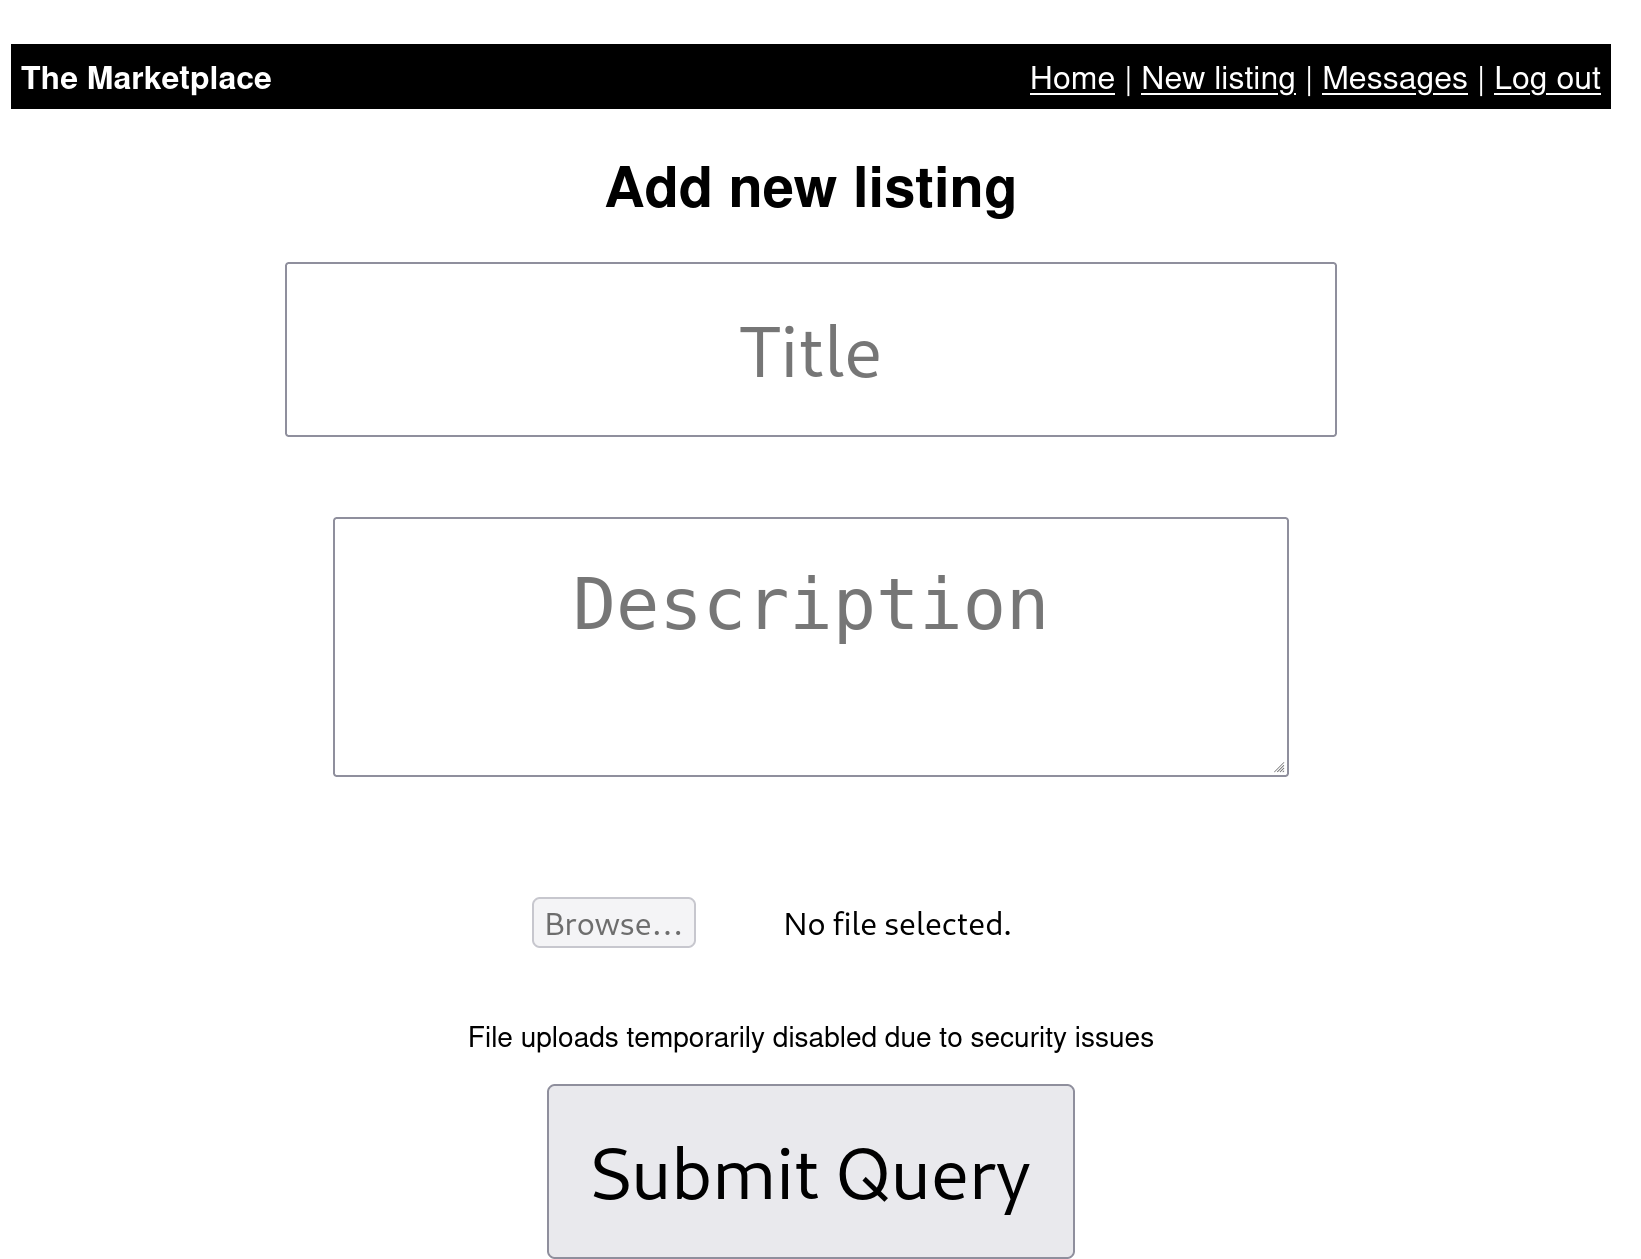 The Marketplace
Home | New listing | Messages | Log out
Add new listing
Title
Description
Browse... No file selected.
File uploads temporarily disabled due to security issues
Submit Query